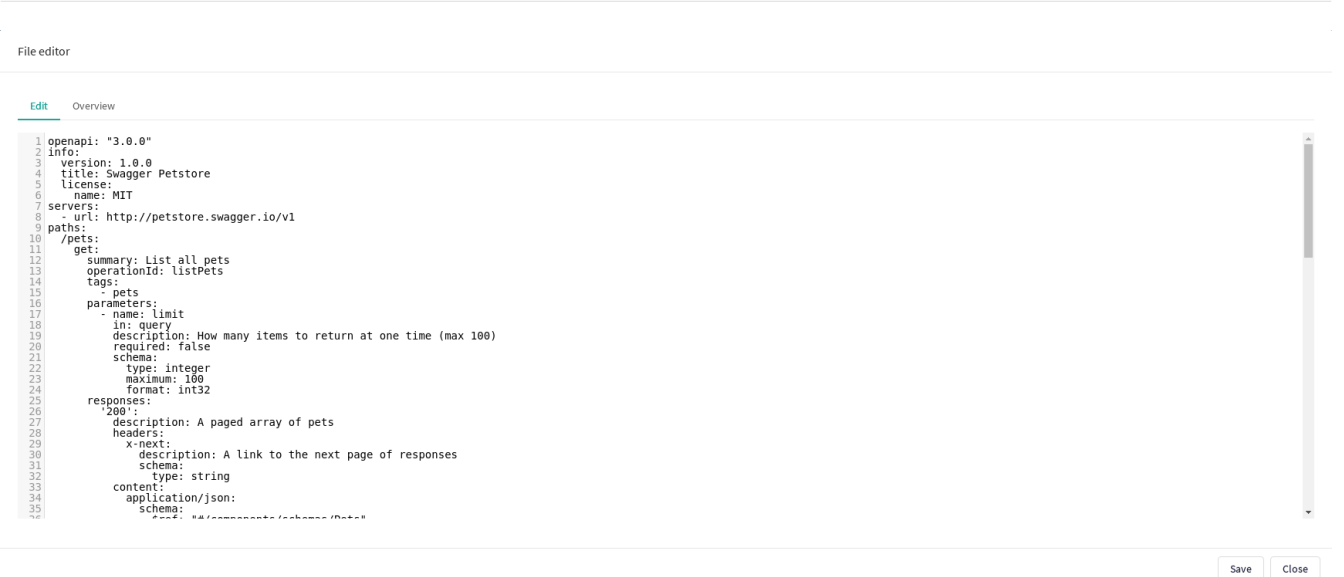 File editor
Edit Overview
1 openapi: "3.0.0"
2 info:
3   version: 1.0.0
4   title: Swagger Petstore
5   license:
6     name: MIT
7 servers:
8   - url: http://petstore.swagger.io/v1
9 paths:
10   /pets:
11     get:
12       summary: List all pets
13       operationId: listPets
14       tags:
15         - pets
16       parameters:
17         - name: limit
18           in: query
19           description: How many items to return at one time (max 100)
20           required: false
21           schema:
22             type: integer
23             maximum: 100
24             format: int32
25       responses:
26         '200':
27           description: A paged array of pets
28           headers:
29             x-next:
30               description: A link to the next page of responses
31               schema:
32                 type: string
33           content:
34             application/json:
35               schema:
36                 $ref: "#/components/schemas/Pets"
Save Close